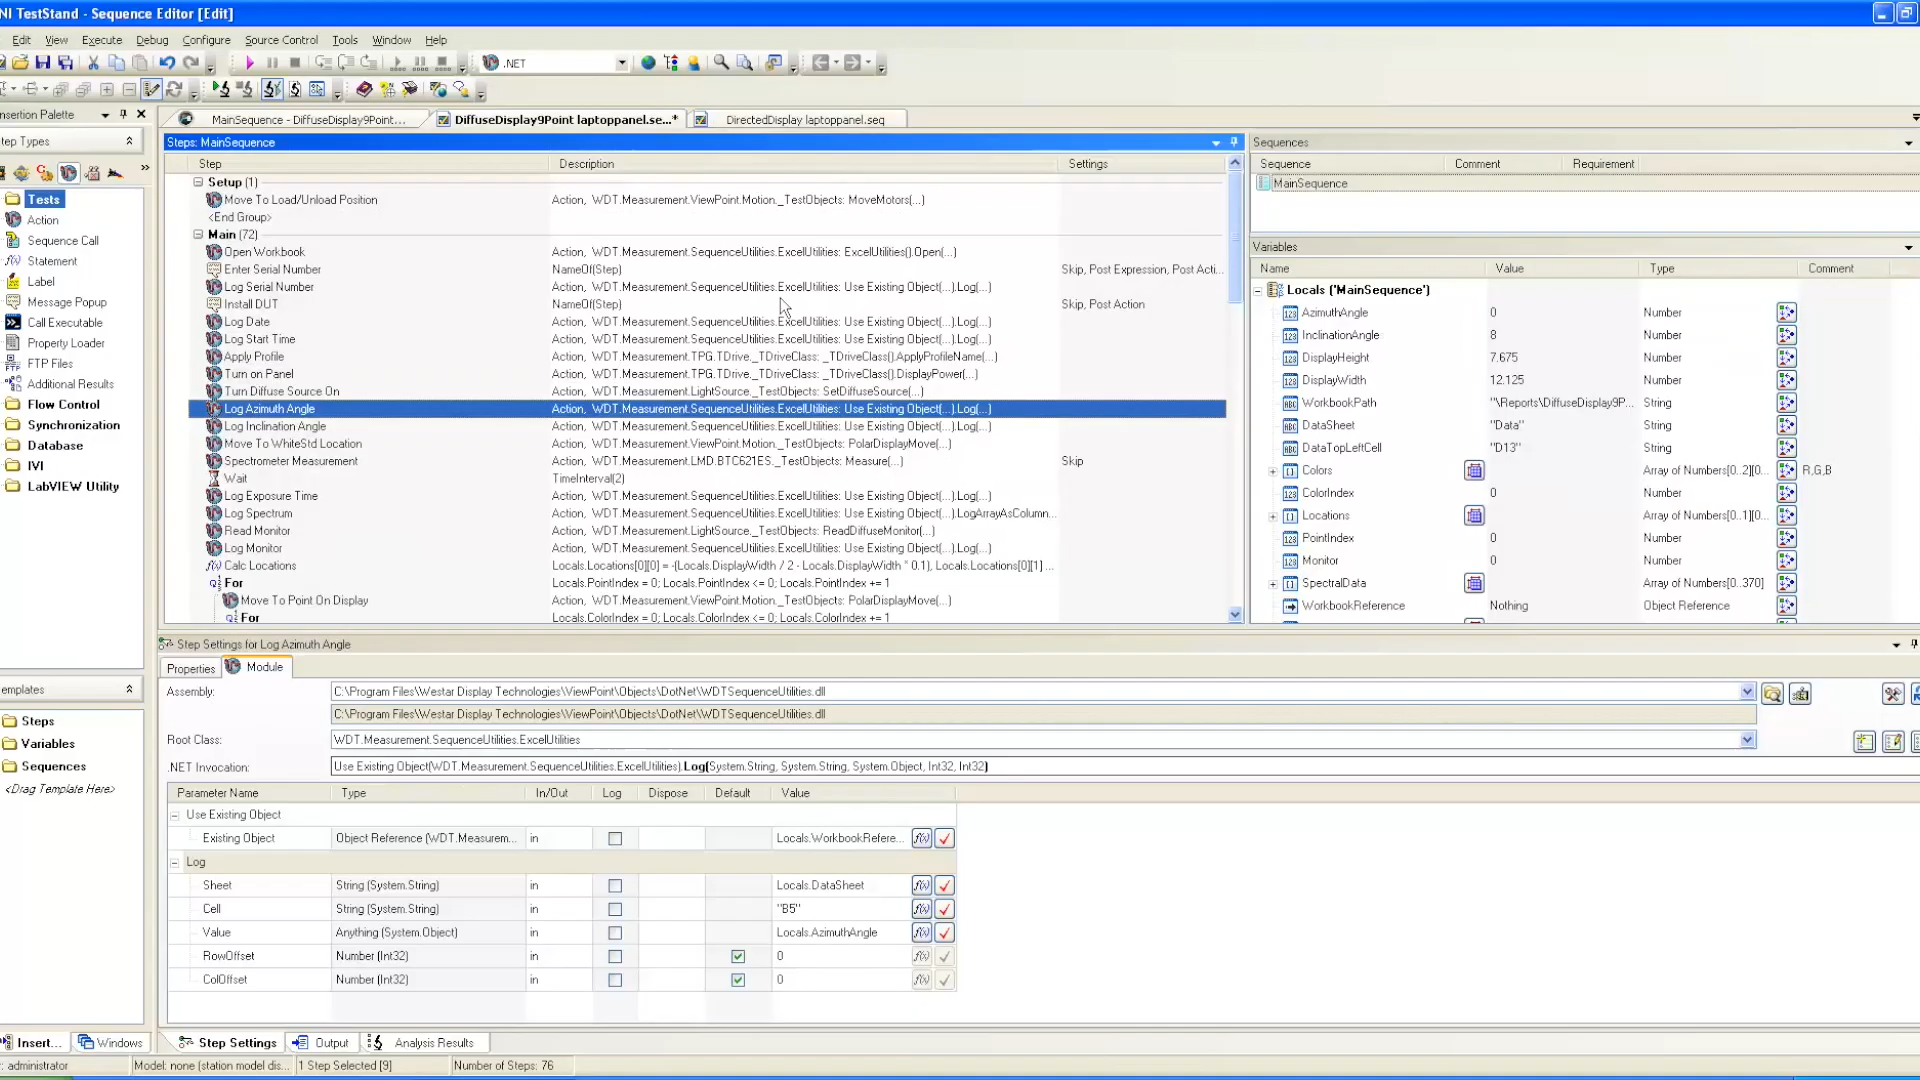 NI TestStand - Sequence Editor [Edit]
Edit View Execute Debug Configure Source Control Tools Window Help
.NET
Insertion Palette
MainSequence - DiffuseDisplay9Point...
DiffuseDisplay9Point laptoppanel.se...*
DirectedDisplay laptoppanel.seq
tep Types
Tests
Action
Sequence Call
Statement
Label
Message Popup
Call Executable
Property Loader
FTP Files
Additional Results
Flow Control
Synchronization
Database
IVI
LabVIEW Utility
emplates
Steps
Variables
Sequences
<Drag Template Here>
Insert... Windows
Steps: MainSequence
Step Description Settings
Setup (1)
Move To Load/Unload Position Action, WDT.Measurement.ViewPoint.Motion._TestObjects: MoveMotors(...)
<End Group>
Main (72)
Open Workbook Action, WDT.Measurement.SequenceUtilities.ExcelUtilities: ExcelUtilities().Open(...)
Enter Serial Number NameOf(Step) Skip, Post Expression, Post Acti...
Log Serial Number Action, WDT.Measurement.SequenceUtilities.ExcelUtilities: Use Existing Object(...).Log(...)
Install DUT NameOf(Step) Skip, Post Action
Log Date Action, WDT.Measurement.SequenceUtilities.ExcelUtilities: Use Existing Object(...).Log(...)
Log Start Time Action, WDT.Measurement.SequenceUtilities.ExcelUtilities: Use Existing Object(...).Log(...)
Apply Profile Action, WDT.Measurement.TPG.TDrive._TDriveClass: _TDriveClass().ApplyProfileName(...)
Turn on Panel Action, WDT.Measurement.TPG.TDrive._TDriveClass: _TDriveClass().DisplayPower(...)
Turn Diffuse Source On Action, WDT.Measurement.LightSource._TestObjects: SetDiffuseSource(...)
Log Azimuth Angle Action, WDT.Measurement.SequenceUtilities.ExcelUtilities: Use Existing Object(...).Log(...)
Log Inclination Angle Action, WDT.Measurement.SequenceUtilities.ExcelUtilities: Use Existing Object(...).Log(...)
Move To WhiteStd Location Action, WDT.Measurement.ViewPoint.Motion._TestObjects: PolarDisplayMove(...)
Spectrometer Measurement Action, WDT.Measurement.LMD.BTC621ES._TestObjects: Measure(...) Skip
Wait TimeInterval(2)
Log Exposure Time Action, WDT.Measurement.SequenceUtilities.ExcelUtilities: Use Existing Object(...).Log(...)
Log Spectrum Action, WDT.Measurement.SequenceUtilities.ExcelUtilities: Use Existing Object(...).LogArrayAsColumn...
Read Monitor Action, WDT.Measurement.LightSource._TestObjects: ReadDiffuseMonitor(...)
Log Monitor Action, WDT.Measurement.SequenceUtilities.ExcelUtilities: Use Existing Object(...).Log(...)
Calc Locations Locals.Locations[0][0] = -(Locals.DisplayWidth / 2 - Locals.DisplayWidth * 0.1), Locals.Locations[0][1] ...
For Locals.PointIndex = 0; Locals.PointIndex <= 0; Locals.PointIndex += 1
Move To Point On Display Action, WDT.Measurement.ViewPoint.Motion._TestObjects: PolarDisplayMove(...)
For Locals.ColorIndex = 0; Locals.ColorIndex <= 0; Locals.ColorIndex += 1
Sequences
Sequence Comment Requirement
MainSequence
Variables
Name Value Type Comment
Locals ('MainSequence')
AzimuthAngle 0 Number
InclinationAngle 8 Number
DisplayHeight 7.675 Number
DisplayWidth 12.125 Number
WorkbookPath "\Reports\DiffuseDisplay9P... String
DataSheet "Data" String
DataTopLeftCell "D13" String
Colors Array of Numbers[0..2][0... R,G,B
ColorIndex 0 Number
Locations Array of Numbers[0..1][0...
PointIndex 0 Number
Monitor 0 Number
SpectralData Array of Numbers[0..370]
WorkbookReference Nothing Object Reference
Step Settings for Log Azimuth Angle
Properties Module
Assembly: C:\Program Files\Westar Display Technologies\ViewPoint\Objects\DotNet\WDTSequenceUtilities.dll
C:\Program Files\Westar Display Technologies\ViewPoint\Objects\DotNet\WDTSequenceUtilities.dll
Root Class: WDT.Measurement.SequenceUtilities.ExcelUtilities
.NET Invocation: Use Existing Object(WDT.Measurement.SequenceUtilities.ExcelUtilities).Log(System.String, System.String, System.Object, Int32, Int32)
Parameter Name Type In/Out Log Dispose Default Value
Use Existing Object
Existing Object Object Reference (WDT.Measurem... in Locals.WorkbookRefere...
Log
Sheet String (System.String) in Locals.DataSheet
Cell String (System.String) in "B5"
Value Anything (System.Object) in Locals.AzimuthAngle
RowOffset Number (Int32) in 0
ColOffset Number (Int32) in 0
Step Settings Output Analysis Results
: administrator Model: none (station model dis... 1 Step Selected [9] Number of Steps: 76